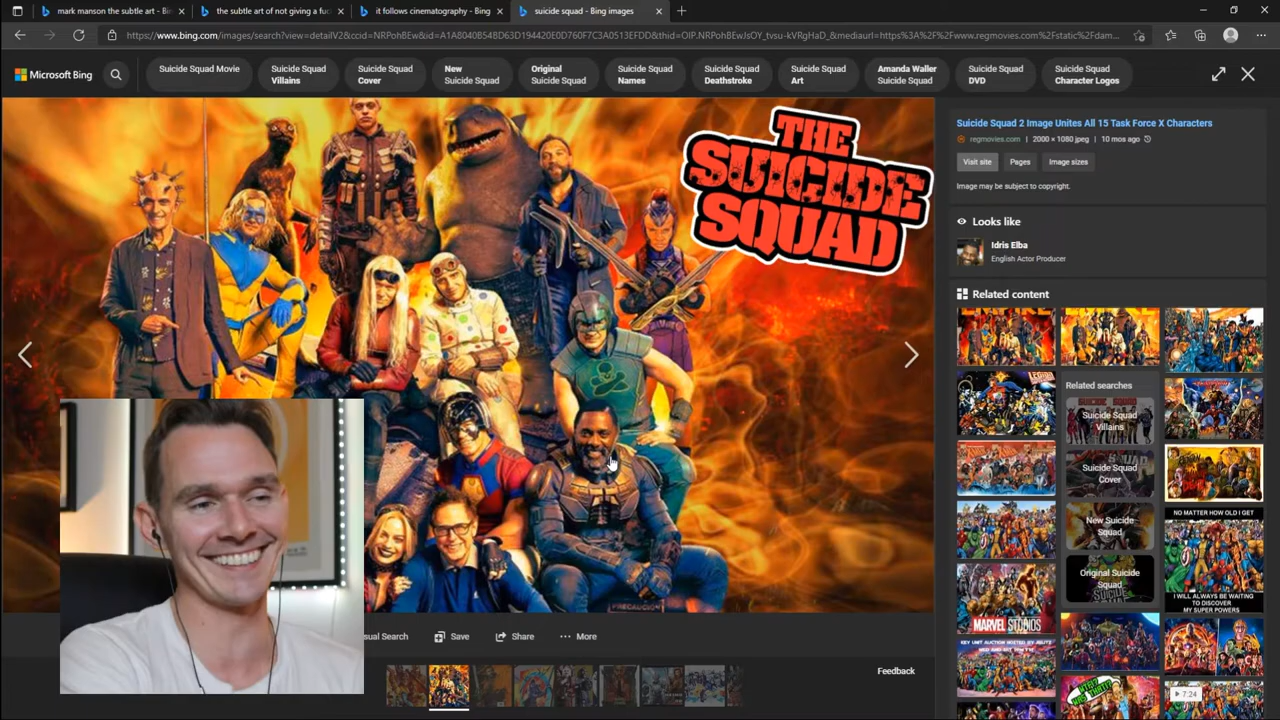 mark manson the subtle art - Bi
the subtle art of not giving a fuc
it follows cinematography - Bing
suicide squad - Bing images
https://www.bing.com/images/search?view=detailV2&ccid=NRPohBEw&id=A1A8040B54BD63D194420E0D760F7C3A0513EFDD&thid=OIP.NRPohBEwJsOY_tvsu-kVRgHaD_&mediaurl=https%3A%2F%2Fwww.regmovies.com%2Fstatic%2Fdam...
Microsoft Bing
Suicide Squad Movie
Suicide Squad
Villains
Suicide Squad
Cover
New
Suicide Squad
Original
Suicide Squad
Suicide Squad
Names
Suicide Squad
Deathstroke
Suicide Squad
Art
Amanda Waller
Suicide Squad
Suicide Squad
DVD
Suicide Squad
Character Logos
THE
SUICIDE
SQUAD
PRECAUCIÓN
Suicide Squad 2 Image Unites All 15 Task Force X Characters
regmovies.com | 2000 × 1080 jpeg | 10 mos ago
Visit site
Pages
Image sizes
Image may be subject to copyright.
Looks like
Idris Elba
English Actor Producer
Related content
Related searches
Suicide Squad
Villains
Suicide Squad
Cover
New Suicide
Squad
Original Suicide
Squad
NO MATTER HOW OLD I GET
I WILL ALWAYS BE WAITING
TO DISCOVER
MY SUPER POWERS
MARVEL STUDIOS
7:24
sual Search
Save
Share
More
Feedback